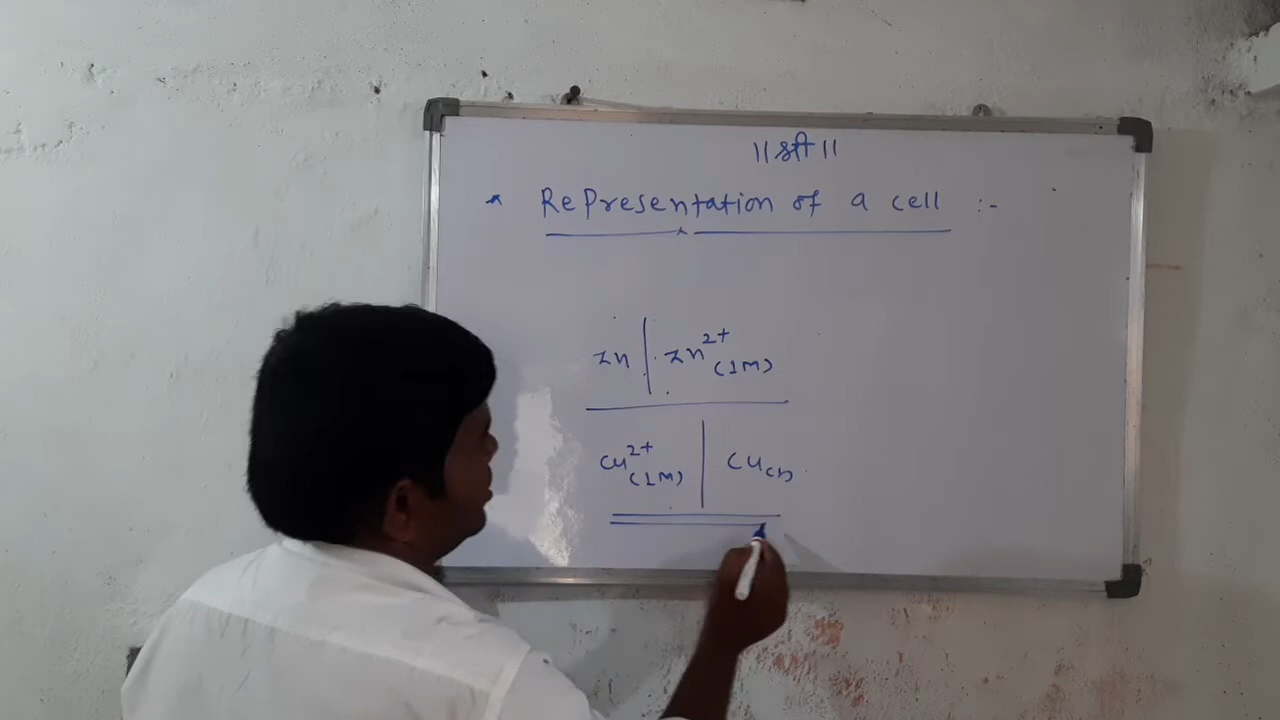 ॥ श्री ॥
* Representation of a cell :-
Zn | Zn²⁺(1M)
Cu²⁺(1M) | Cu(s)